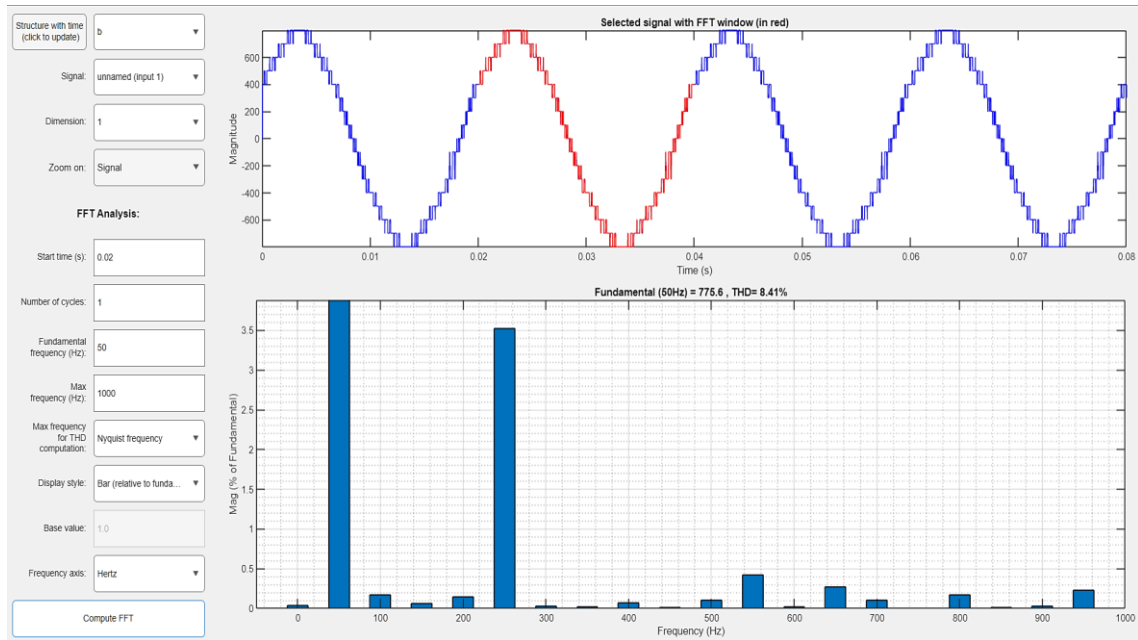 Structure with time
(click to update)
b
Signal:
unnamed (input 1)
Dimension:
1
Zoom on:
Signal
FFT Analysis:
Start time (s):
0.02
Number of cycles:
1
Fundamental
frequency (Hz):
50
Max
frequency (Hz):
1000
Max frequency
for THD
computation:
Nyquist frequency
Display style:
Bar (relative to funda...
Base value:
1.0
Frequency axis:
Hertz
Compute FFT
Selected signal with FFT window (in red)
Magnitude
600
400
200
0
-200
-400
-600
0 0.01 0.02 0.03 0.04 0.05 0.06 0.07 0.08
Time (s)
Fundamental (50Hz) = 775.6 , THD= 8.41%
Mag (% of Fundamental)
3.5
3
2.5
2
1.5
1
0.5
0
0 100 200 300 400 500 600 700 800 900 1000
Frequency (Hz)